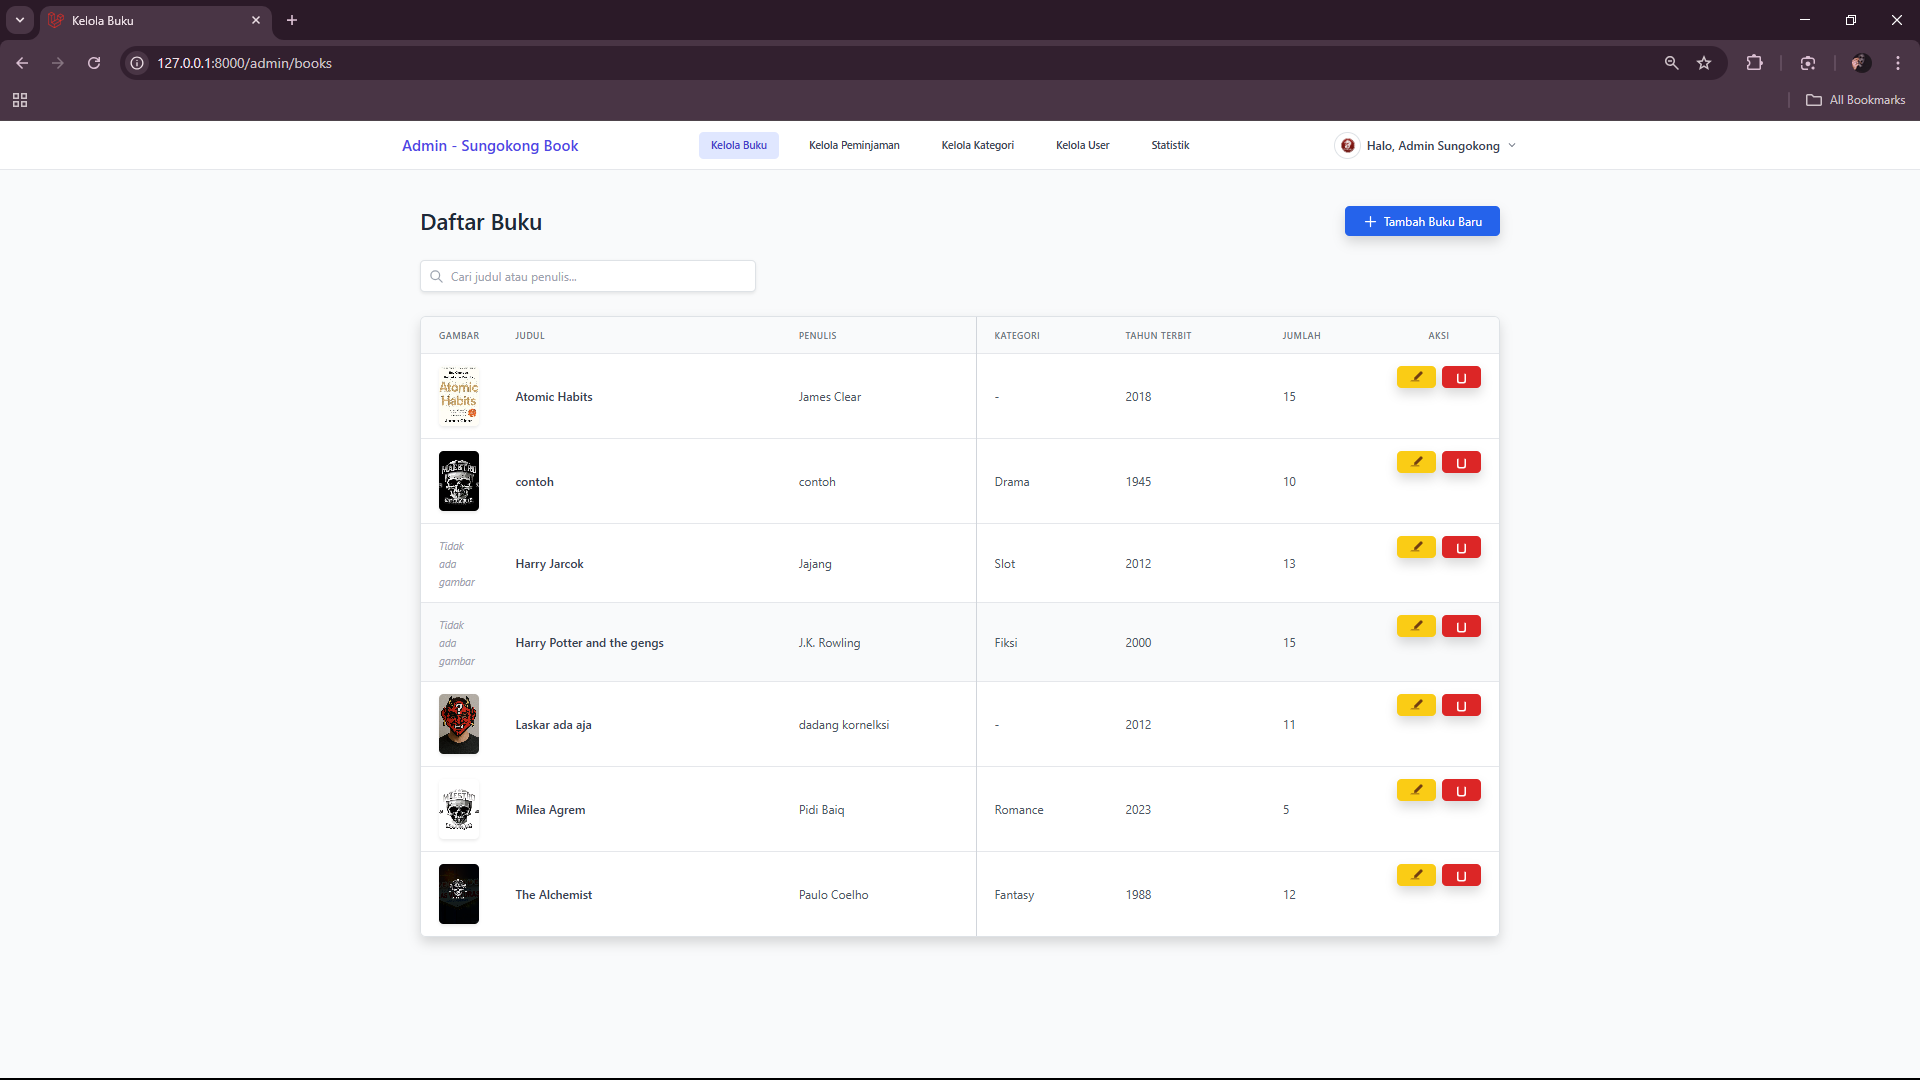 Kelola Buku
127.0.0.1:8000/admin/books
All Bookmarks
Admin - Sungokong Book
Kelola Buku
Kelola Peminjaman
Kelola Kategori
Kelola User
Statistik
Halo, Admin Sungokong
Daftar Buku
Tambah Buku Baru
Cari judul atau penulis...
GAMBAR JUDUL PENULIS KATEGORI TAHUN TERBIT JUMLAH AKSI
Atomic
Habits
Atomic Habits James Clear - 2018 15
MAESTRO
contoh contoh Drama 1945 10
Tidak
ada
gambar
Harry Jarcok Jajang Slot 2012 13
Tidak
ada
gambar
Harry Potter and the gengs J.K. Rowling Fiksi 2000 15
Laskar ada aja dadang kornelksi - 2012 11
Milea Agrem Pidi Baiq Romance 2023 5
The Alchemist Paulo Coelho Fantasy 1988 12